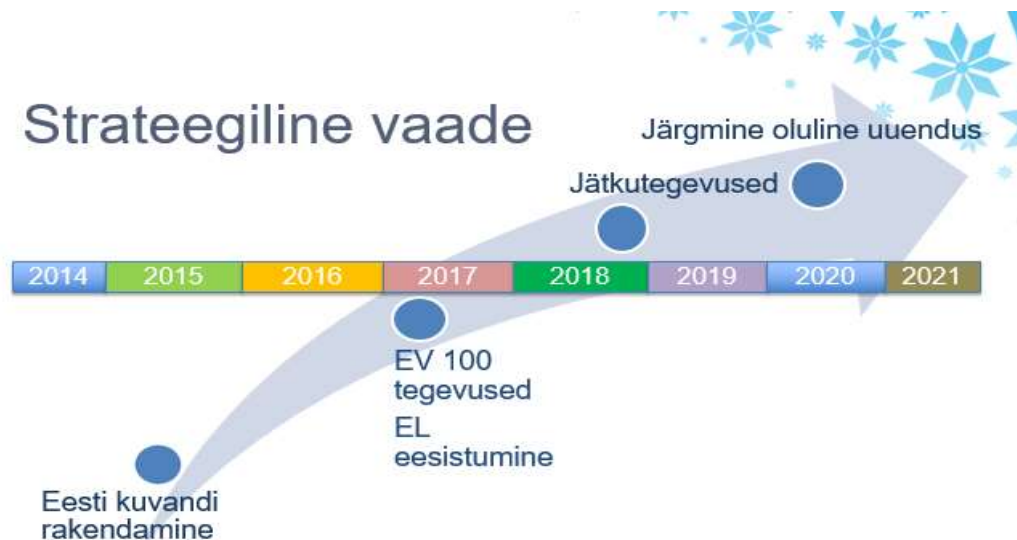 Strateegiline vaade
Järgmine oluline uuendus
Jätkutegevused
2014 2015 2016 2017 2018 2019 2020 2021
EV 100
tegevused
EL
eesistumine
Eesti kuvandi
rakendamine